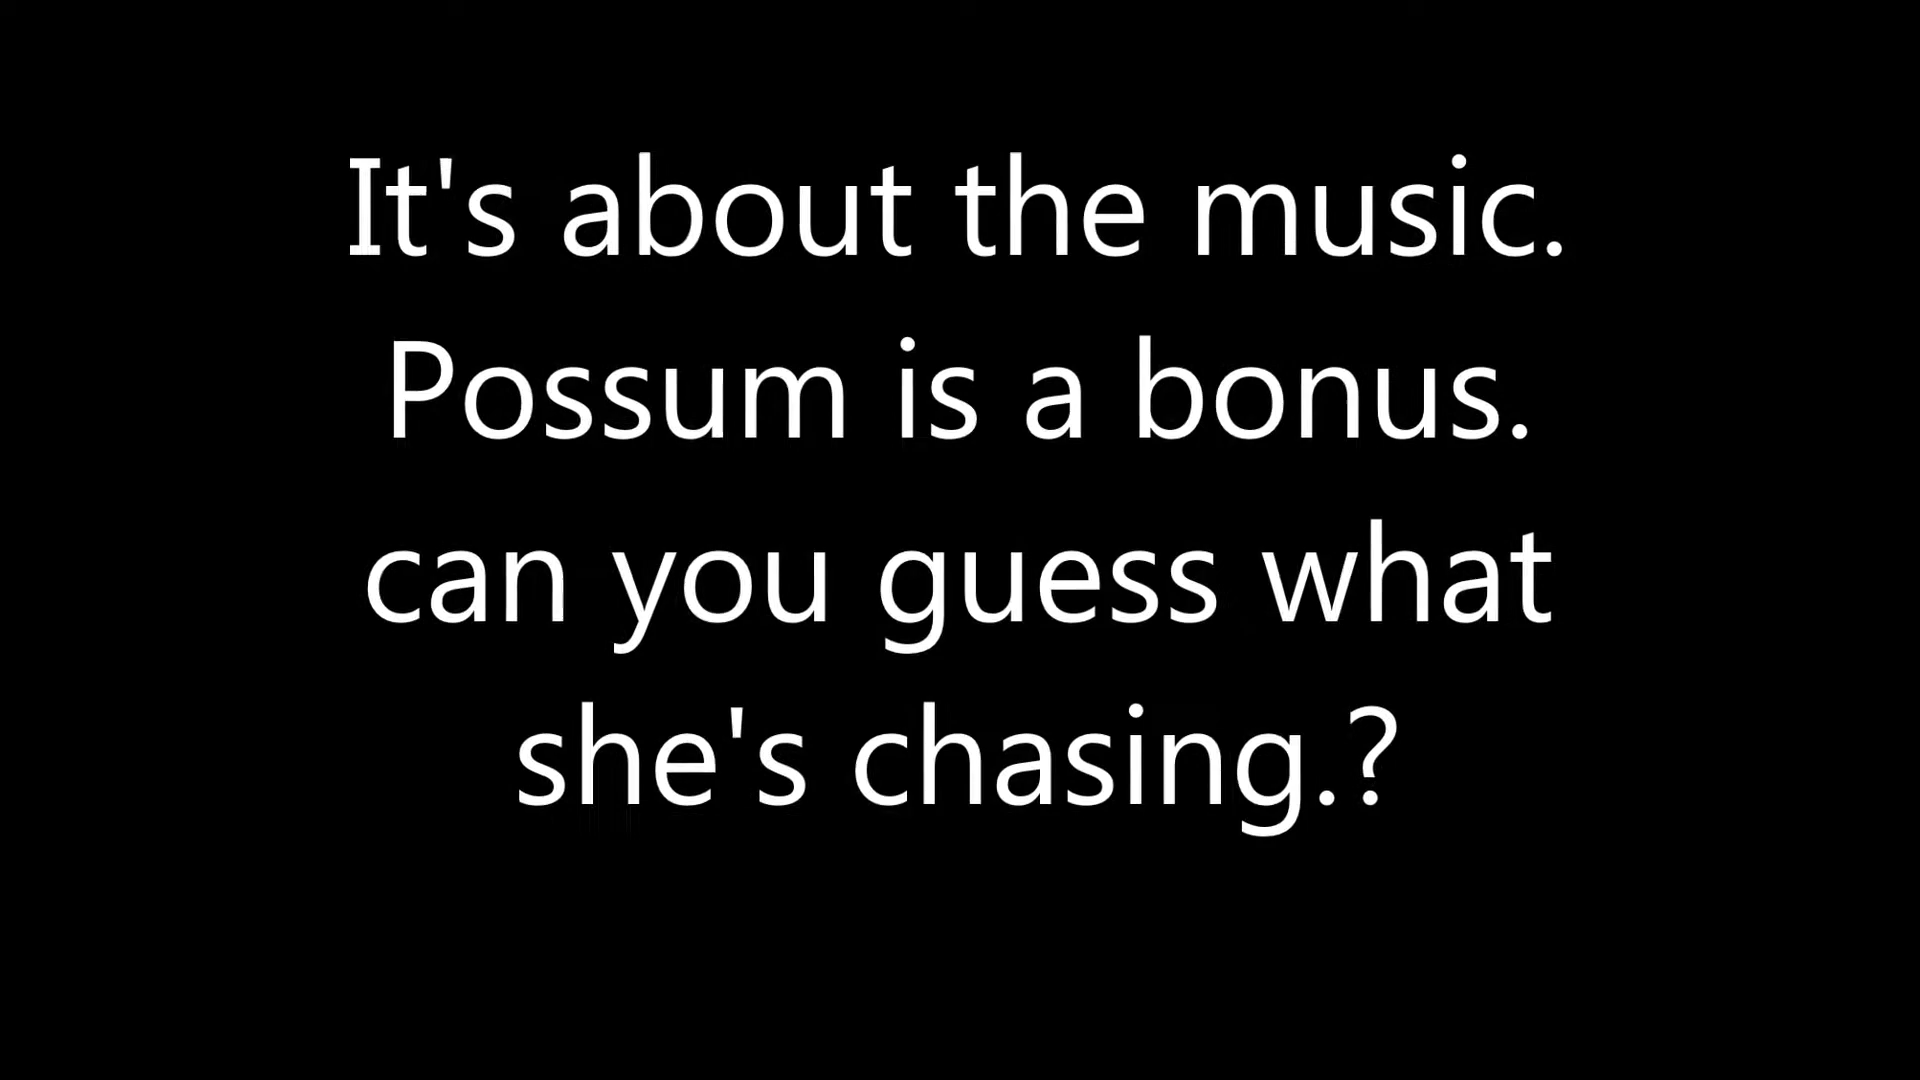 It's about the music.
Possum is a bonus.
can you guess what
she's chasing.?